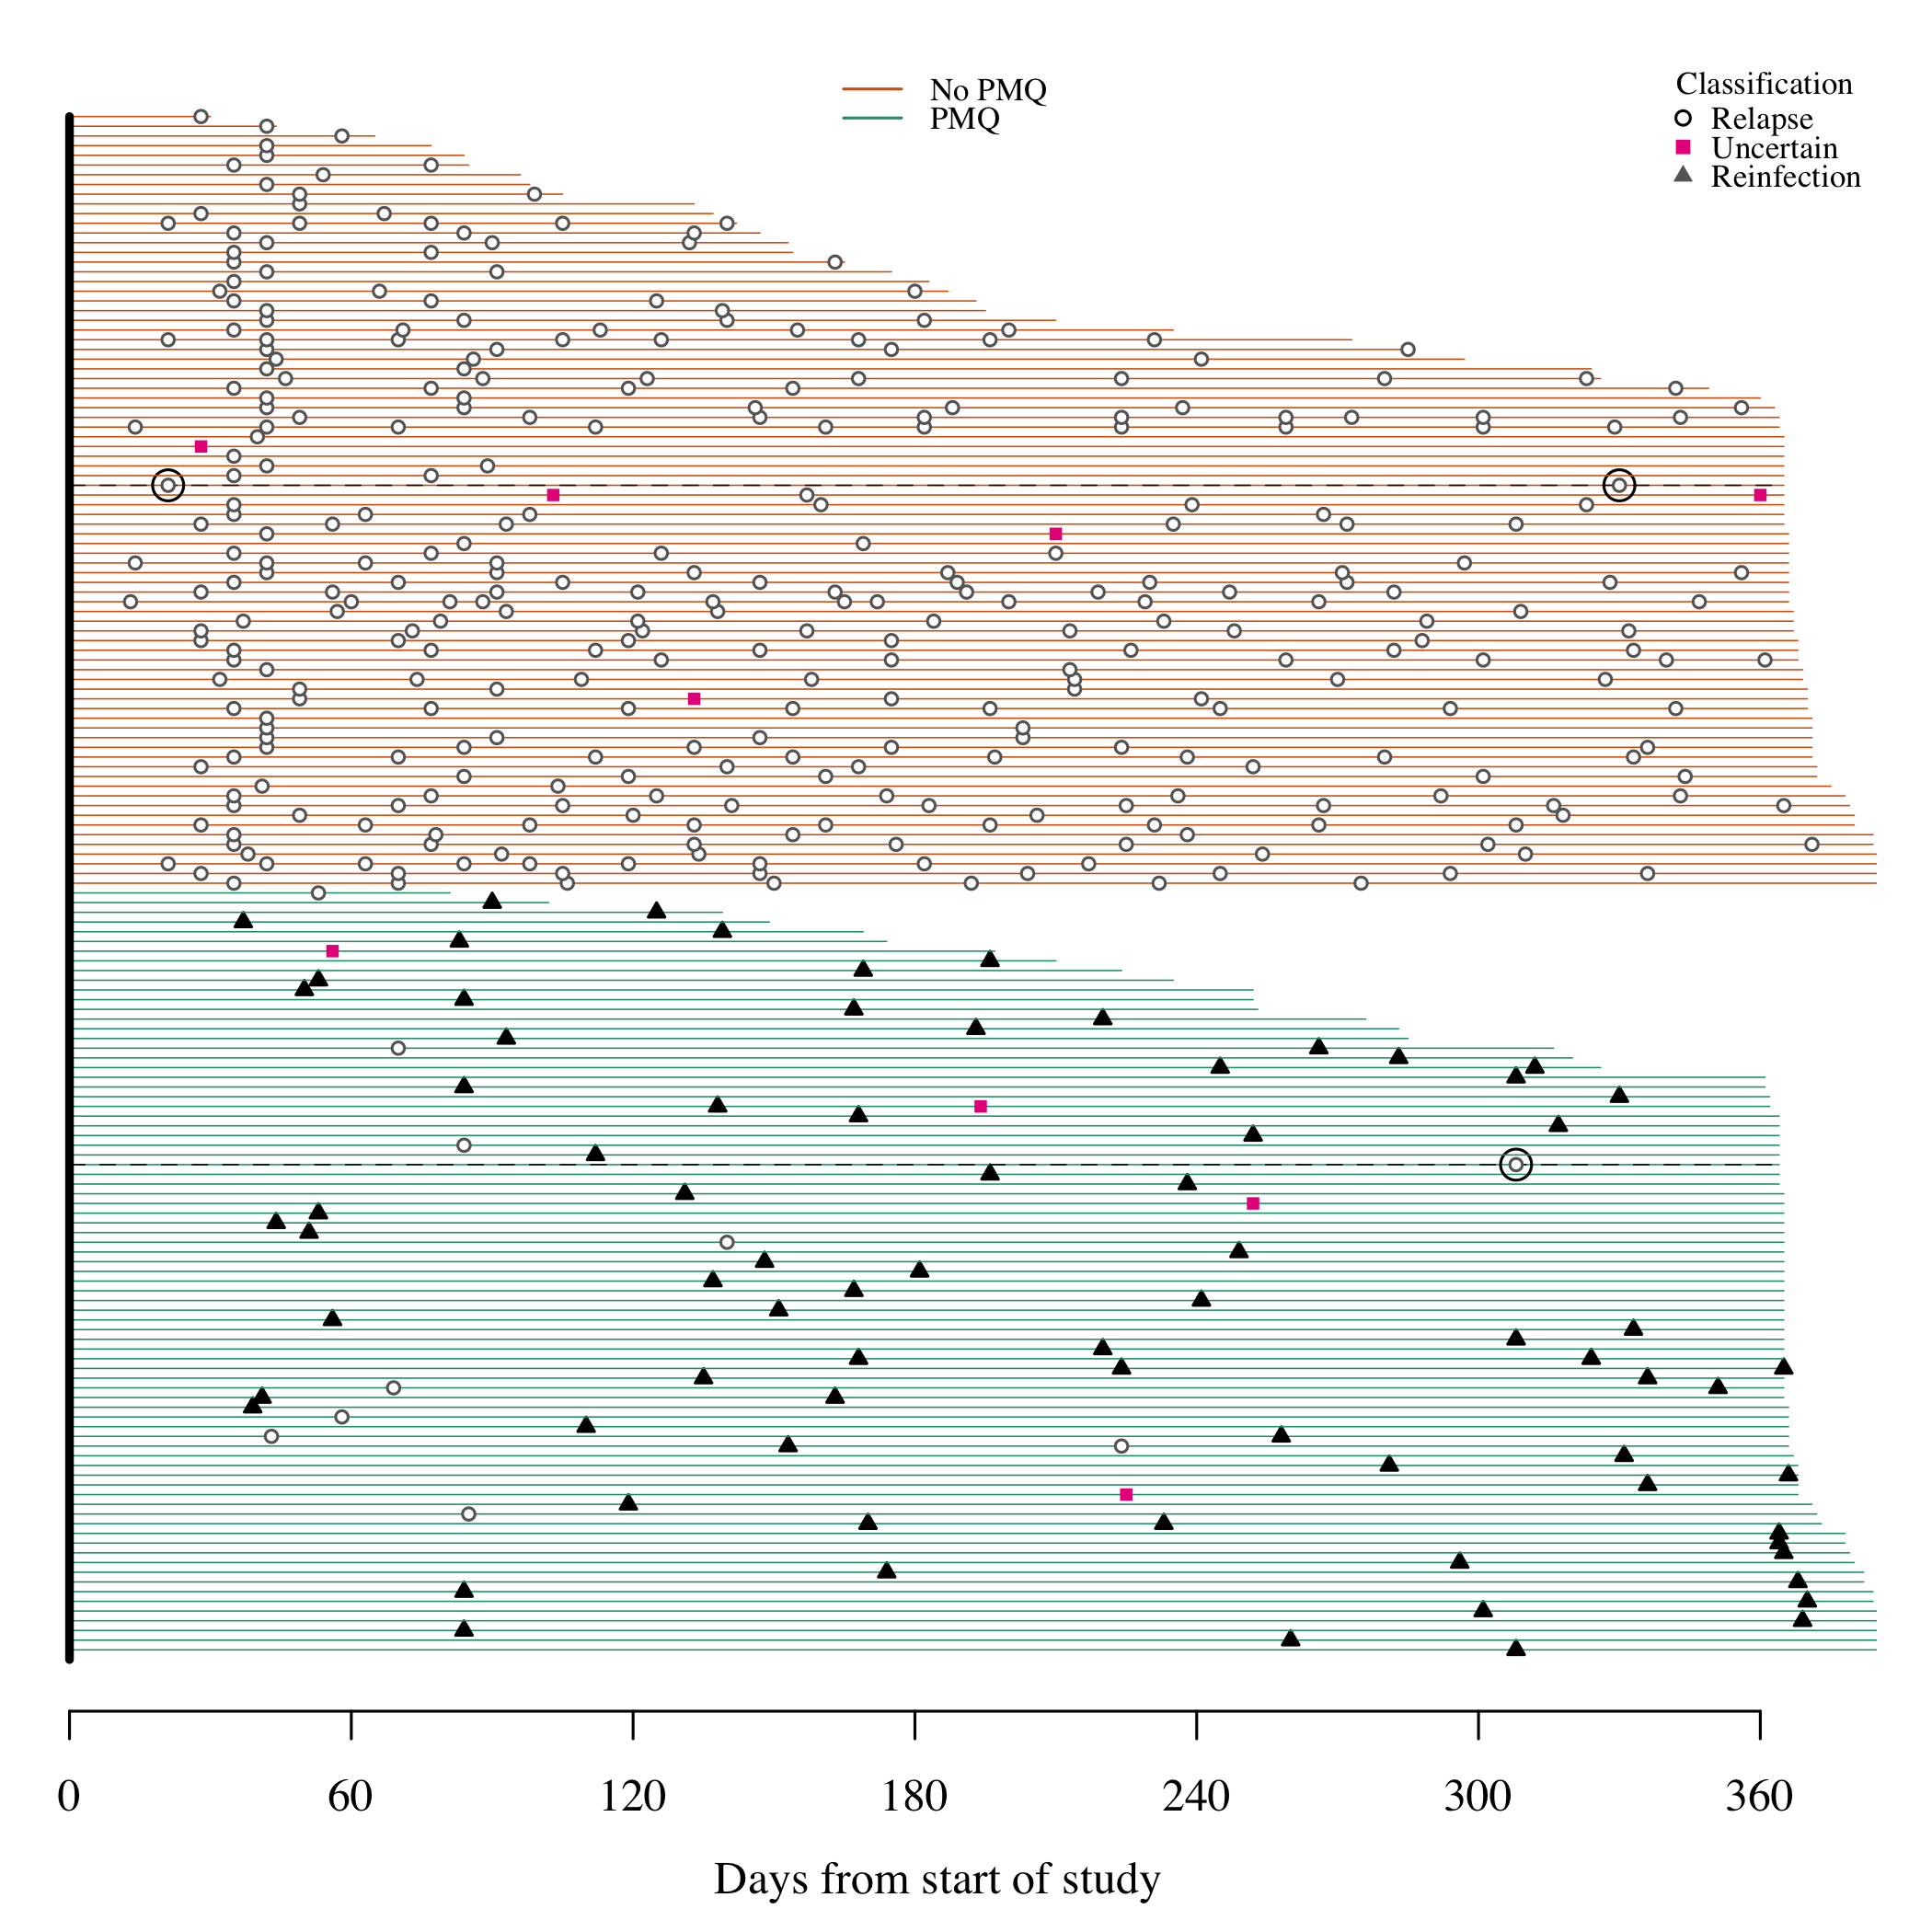 No PMQ
PMQ
Classification
Relapse
Uncertain
Reinfection
0 60 120 180 240 300 360
Days from start of study